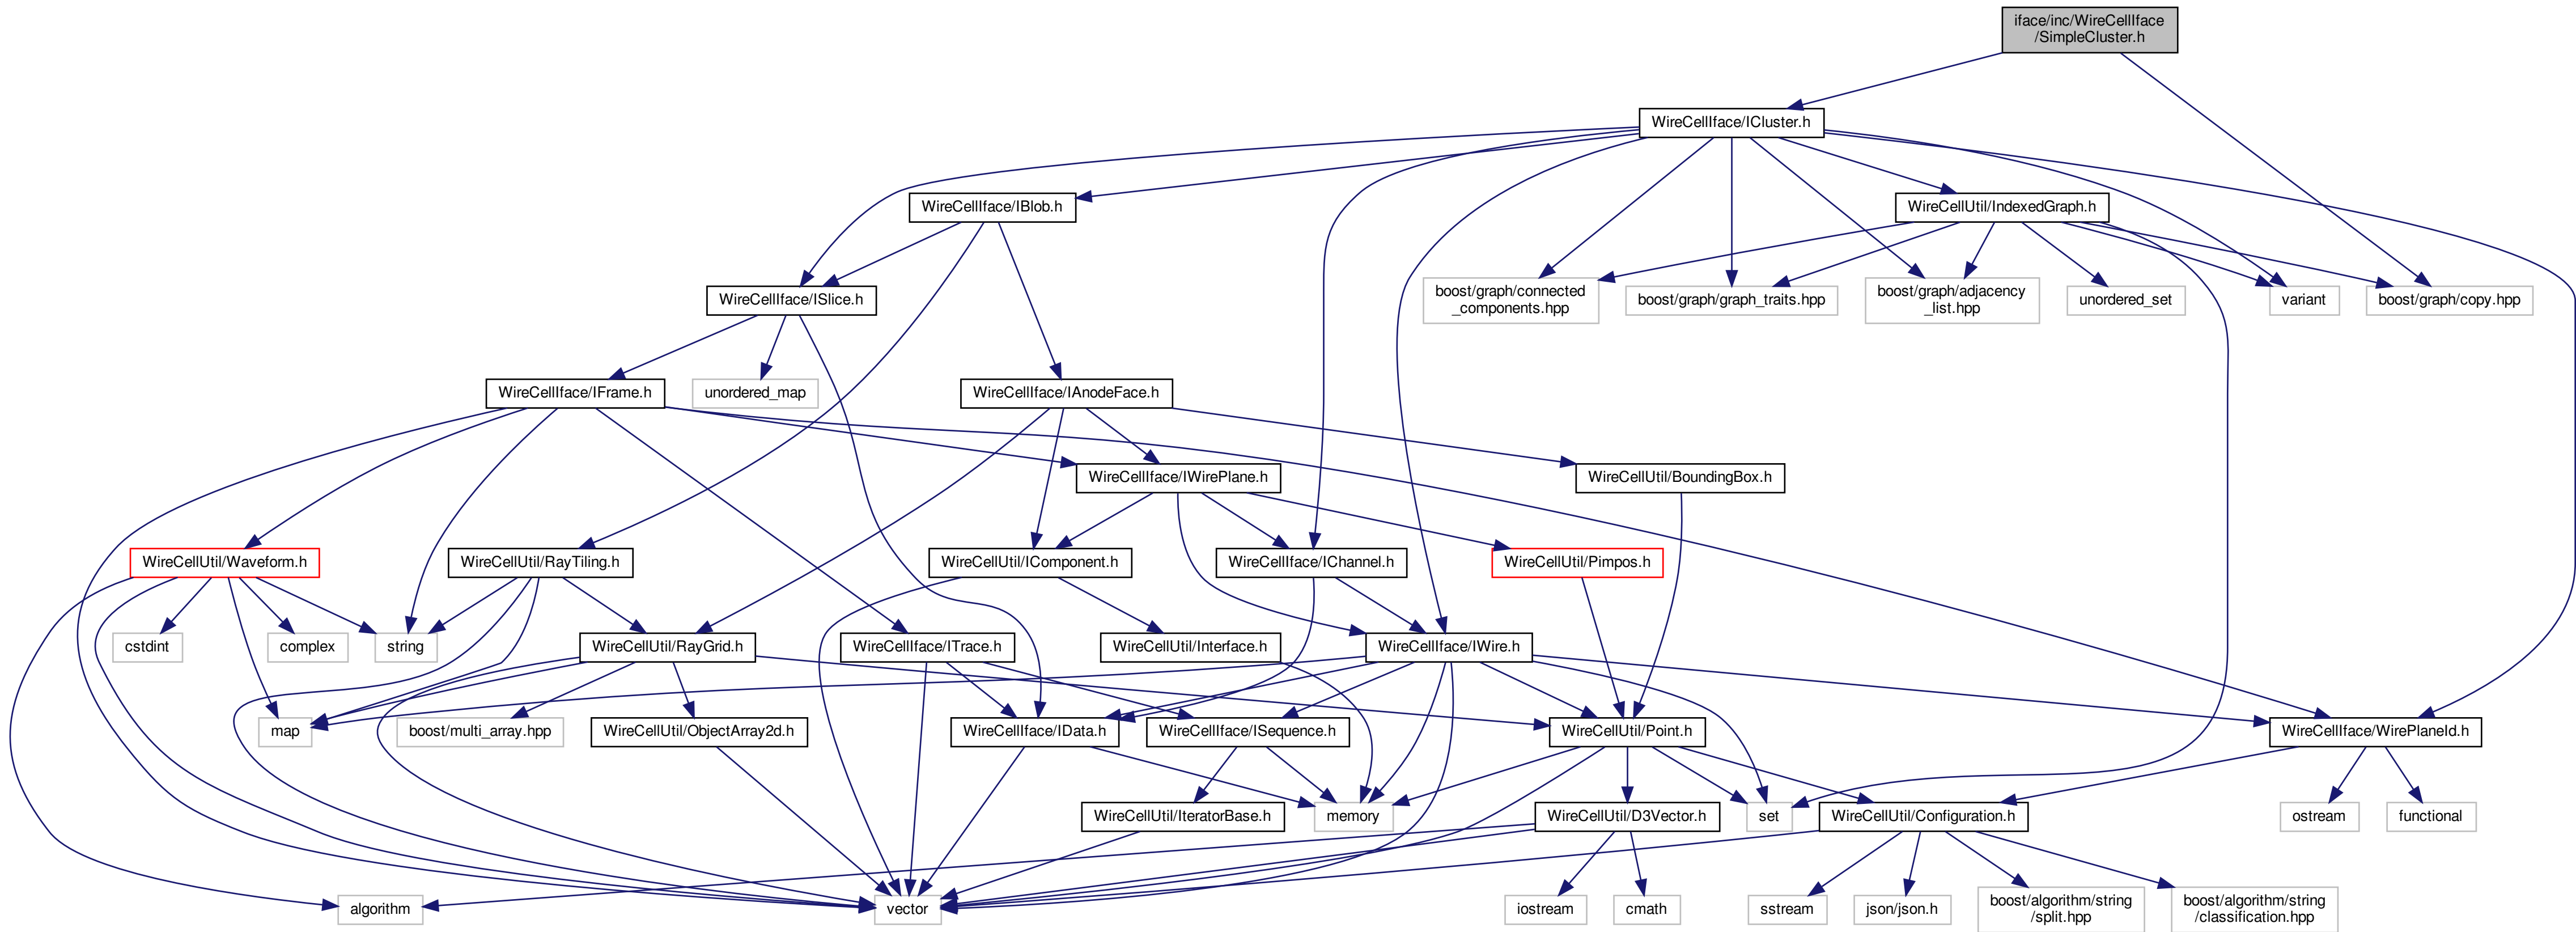 iface/inc/WireCellIface
/SimpleCluster.h
WireCellIface/ICluster.h
WireCellIface/IBlob.h
WireCellUtil/IndexedGraph.h
WireCellIface/ISlice.h
boost/graph/connected
_components.hpp
boost/graph/graph_traits.hpp
boost/graph/adjacency
_list.hpp
unordered_set
variant
boost/graph/copy.hpp
WireCellIface/IFrame.h
unordered_map
WireCellIface/IAnodeFace.h
WireCellIface/IWirePlane.h
WireCellUtil/BoundingBox.h
WireCellUtil/Waveform.h
WireCellUtil/RayTiling.h
WireCellUtil/IComponent.h
WireCellIface/IChannel.h
WireCellUtil/Pimpos.h
cstdint
complex
string
WireCellUtil/RayGrid.h
WireCellIface/ITrace.h
WireCellUtil/Interface.h
WireCellIface/IWire.h
map
boost/multi_array.hpp
WireCellUtil/ObjectArray2d.h
WireCellIface/IData.h
WireCellIface/ISequence.h
WireCellUtil/Point.h
WireCellIface/WirePlaneId.h
WireCellUtil/IteratorBase.h
memory
WireCellUtil/D3Vector.h
set
WireCellUtil/Configuration.h
ostream
functional
algorithm
vector
iostream
cmath
sstream
json/json.h
boost/algorithm/string
/split.hpp
boost/algorithm/string
/classification.hpp